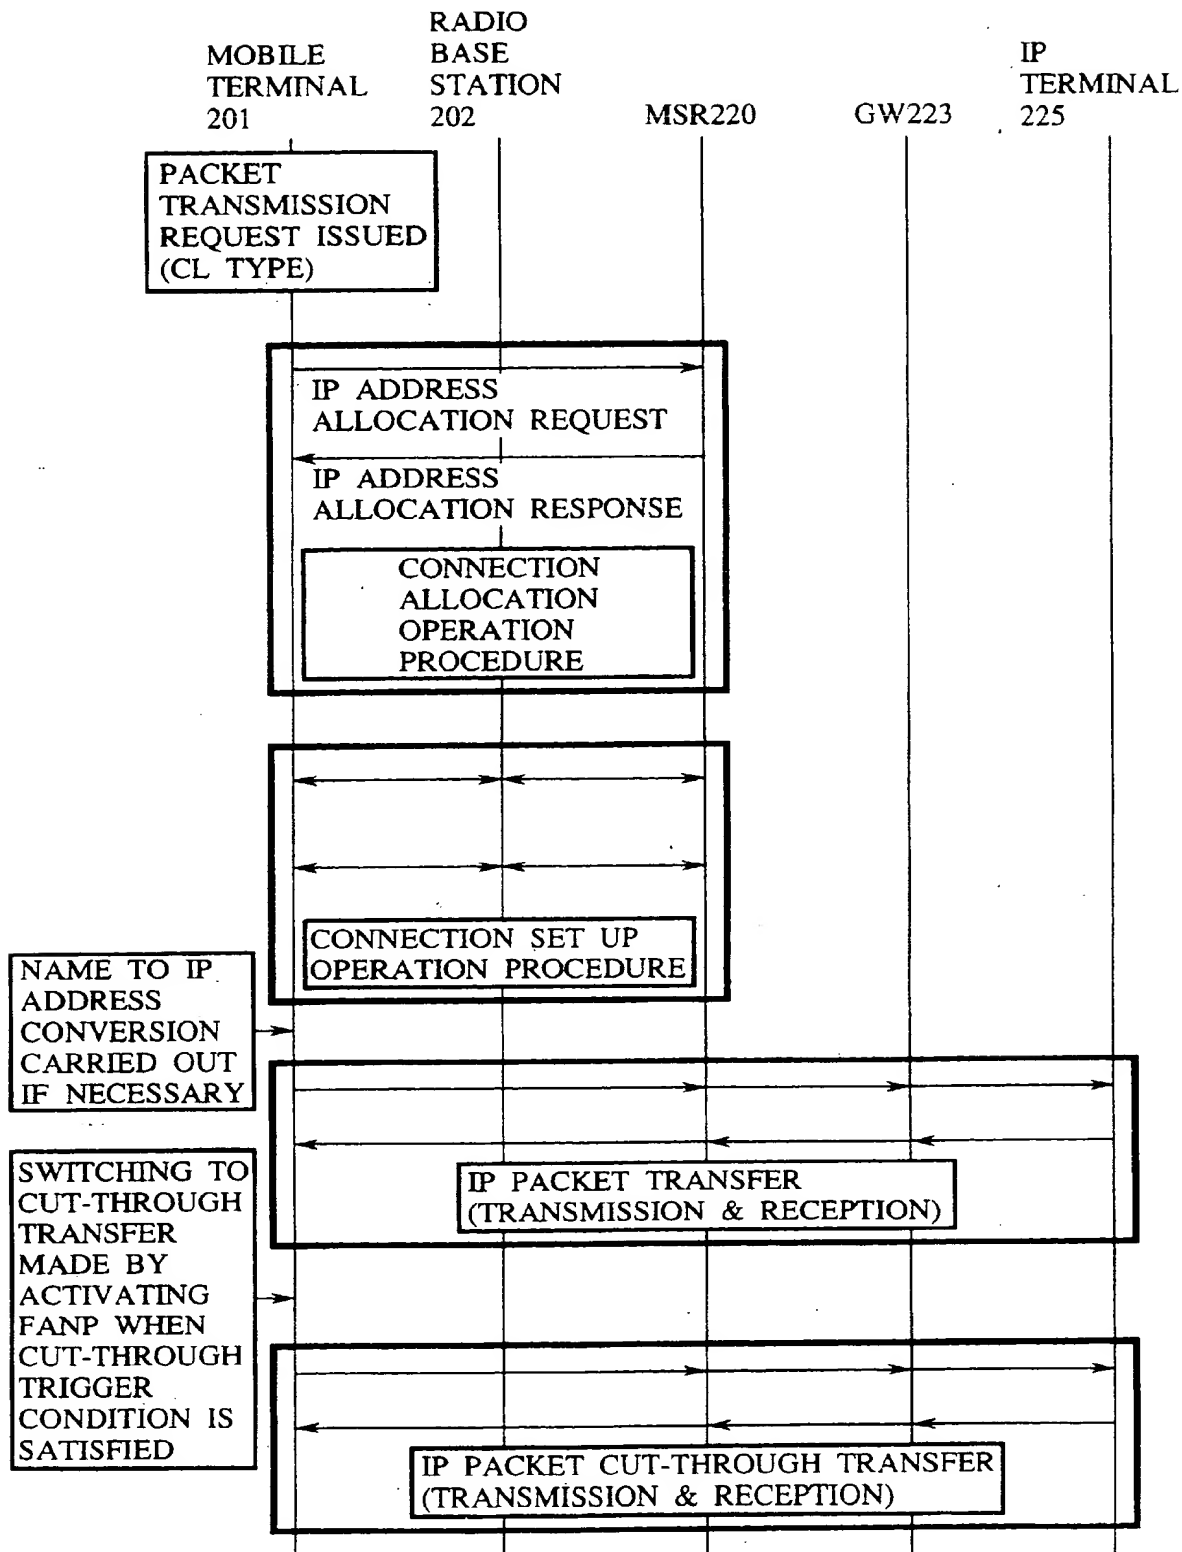 MOBILE
TERMINAL
201
RADIO
BASE
STATION
202
MSR220
GW223
IP
TERMINAL
225
PACKET
TRANSMISSION
REQUEST ISSUED
(CL TYPE)
IP ADDRESS
ALLOCATION REQUEST
IP ADDRESS
ALLOCATION RESPONSE
CONNECTION
ALLOCATION
OPERATION
PROCEDURE
CONNECTION SET UP
OPERATION PROCEDURE
NAME TO IP
ADDRESS
CONVERSION
CARRIED OUT
IF NECESSARY
IP PACKET TRANSFER
(TRANSMISSION & RECEPTION)
SWITCHING TO
CUT-THROUGH
TRANSFER
MADE BY
ACTIVATING
FANP WHEN
CUT-THROUGH
TRIGGER
CONDITION IS
SATISFIED
IP PACKET CUT-THROUGH TRANSFER
(TRANSMISSION & RECEPTION)